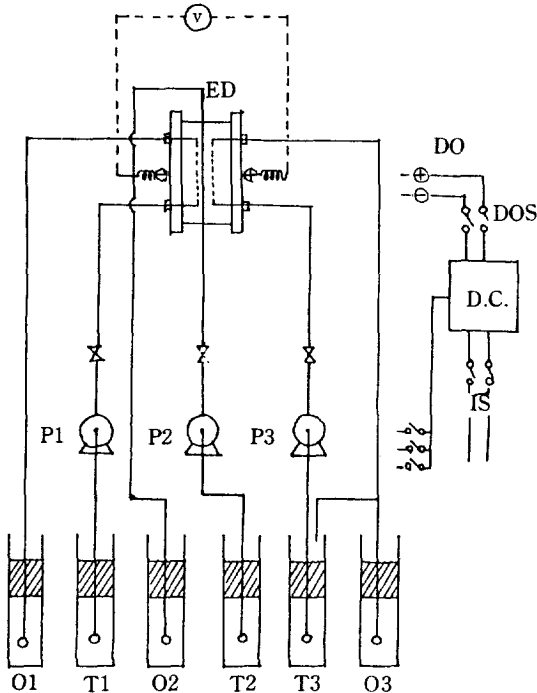 V
ED
DO
DOS
D.C.
IS
P1 P2 P3
O1 T1 O2 T2 T3 O3